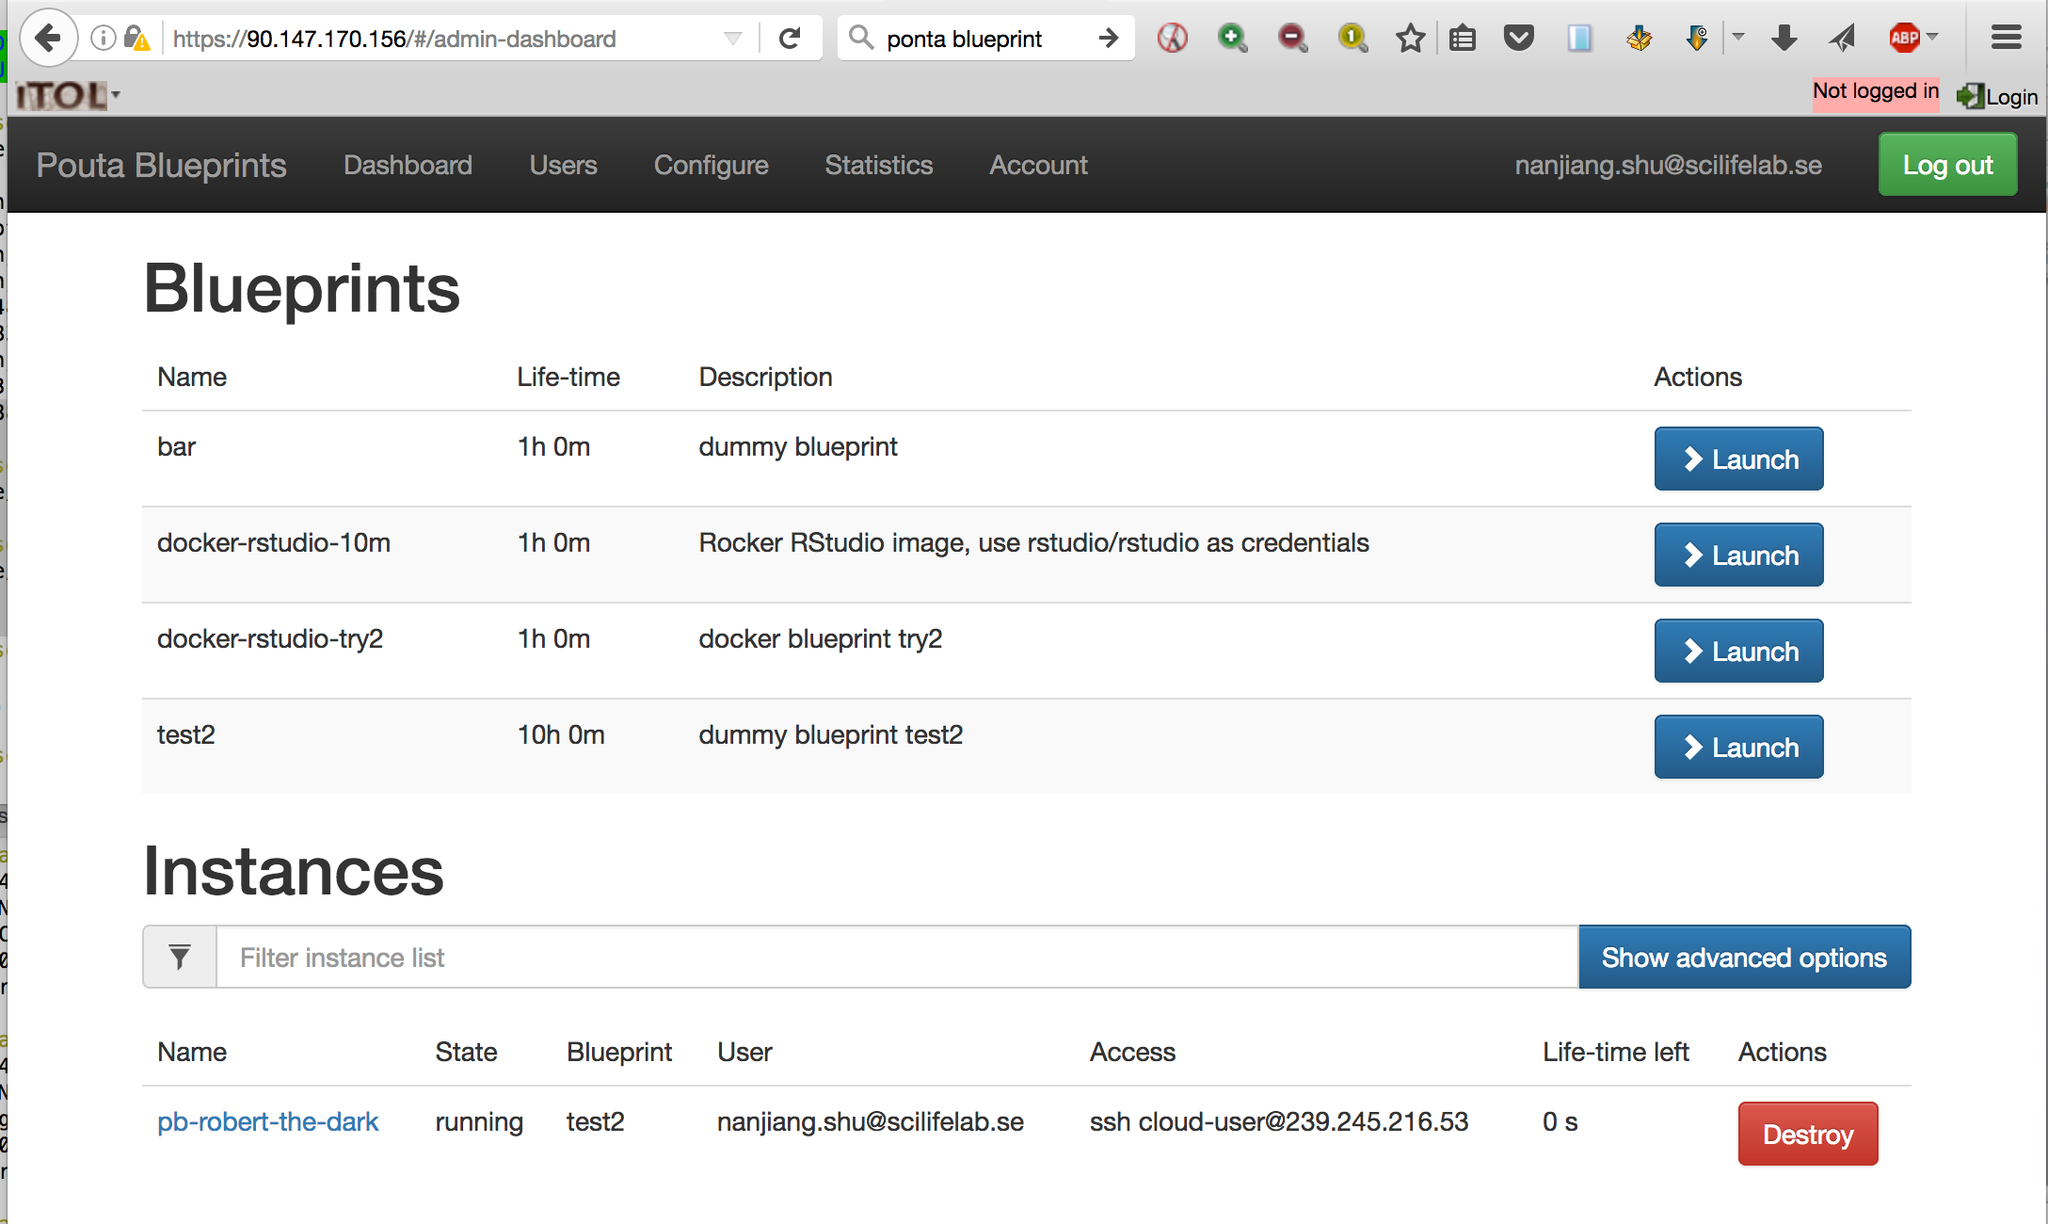 https://90.147.170.156/#/admin-dashboard
ponta blueprint
1
ABP
iTOL
Not logged in
Login
Pouta Blueprints Dashboard Users Configure Statistics Account nanjiang.shu@scilifelab.se Log out
Blueprints
Name Life-time Description Actions
bar 1h 0m dummy blueprint Launch
docker-rstudio-10m 1h 0m Rocker RStudio image, use rstudio/rstudio as credentials Launch
docker-rstudio-try2 1h 0m docker blueprint try2 Launch
test2 10h 0m dummy blueprint test2 Launch
Instances
Filter instance list Show advanced options
Name State Blueprint User Access Life-time left Actions
pb-robert-the-dark running test2 nanjiang.shu@scilifelab.se ssh cloud-user@239.245.216.53 0 s Destroy